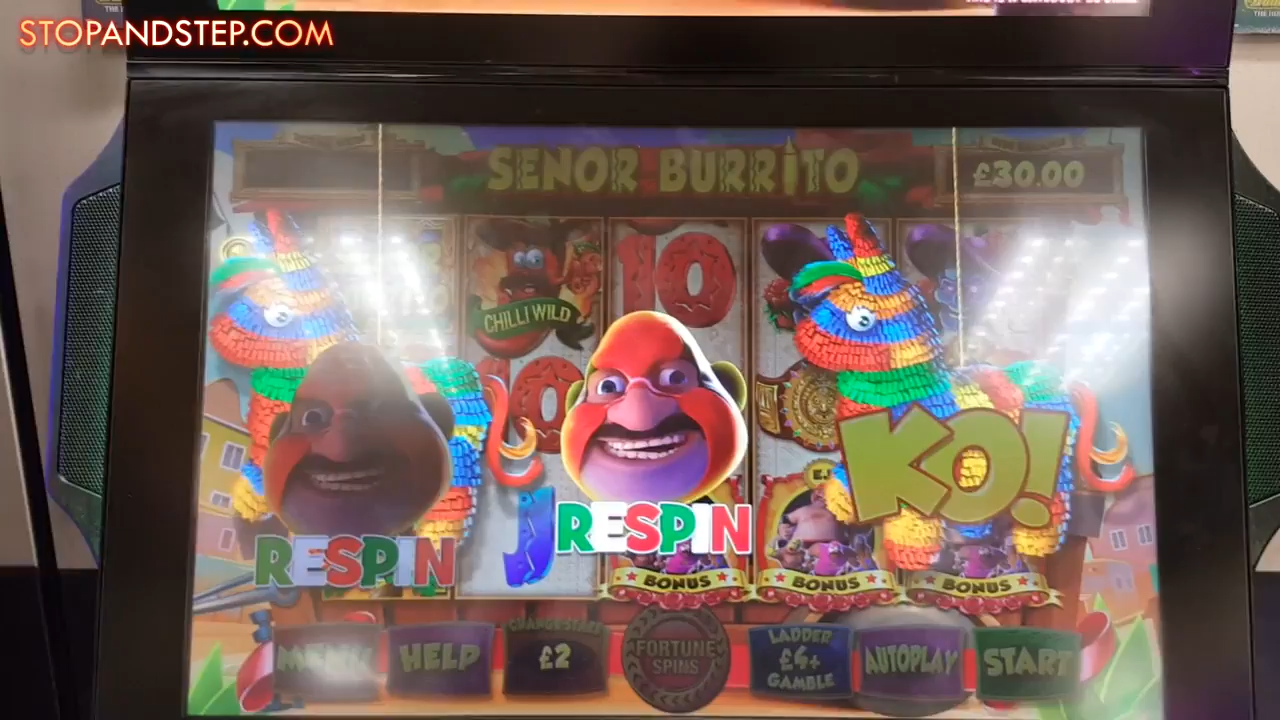 STOPANDSTEP.COM
SENOR BURRITO
£30.00
CHILLI WILD
10
10
KO!
J
RESPIN
RESPIN
BONUS
BONUS
BONUS
MENU
HELP
CHANGE STAKE
£2
FORTUNE
SPINS
LADDER
£4+
GAMBLE
AUTOPLAY
START